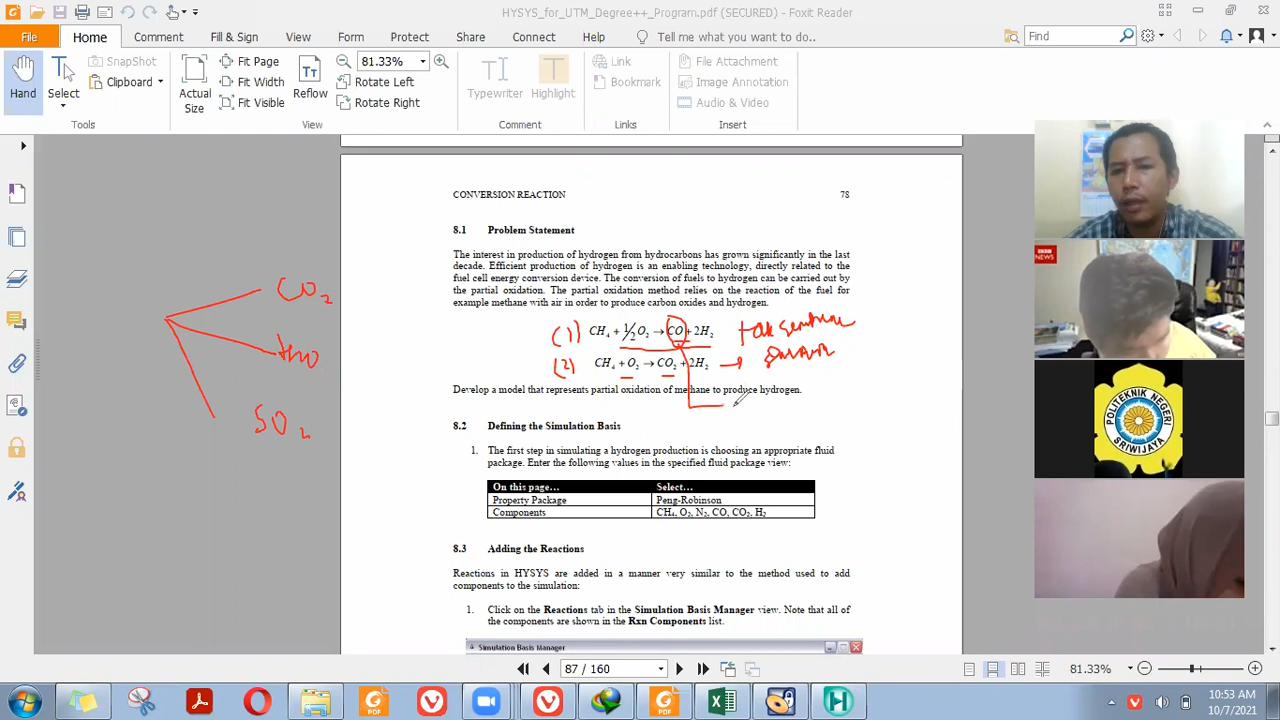 HYSYS_for_UTM_Degree++_Program.pdf (SECURED) - Foxit Reader
File Home Comment Fill & Sign View Form Protect Share Connect Help Tell me what you want to do.. Find
Hand
Select
SnapShot
Clipboard
Tools
Actual Size
Fit Page
Fit Width
Fit Visible
Reflow
81.33%
Rotate Left
Rotate Right
View
Typewriter
Highlight
Comment
Link
Bookmark
Links
File Attachment
Image Annotation
Audio & Video
Insert
CONVERSION REACTION 78
8.1 Problem Statement
The interest in production of hydrogen from hydrocarbons has grown significantly in the last
decade. Efficient production of hydrogen is an enabling technology, directly related to the
fuel cell energy conversion device. The conversion of fuels to hydrogen can be carried out by
the partial oxidation. The partial oxidation method relies on the reaction of the fuel for
example methane with air in order to produce carbon oxides and hydrogen.
(1) CH₄ + ½ O₂ → CO + 2H₂
(2) CH₄ + O₂ → CO₂ + 2H₂ →
Develop a model that represents partial oxidation of methane to produce hydrogen.
8.2 Defining the Simulation Basis
1. The first step in simulating a hydrogen production is choosing an appropriate fluid
package. Enter the following values in the specified fluid package view:
On this page... Select...
Property Package Peng-Robinson
Components CH₄, O₂, N₂, CO, CO₂, H₂
8.3 Adding the Reactions
Reactions in HYSYS are added in a manner very similar to the method used to add
components to the simulation:
1. Click on the Reactions tab in the Simulation Basis Manager view. Note that all of
the components are shown in the Rxn Components list.
Simulation Basis Manager
CO₂
SO₂
BBC NEWS
POLITEKNIK NEGERI
SRIWIJAYA
87 / 160
81.33%
10:53 AM
10/7/2021